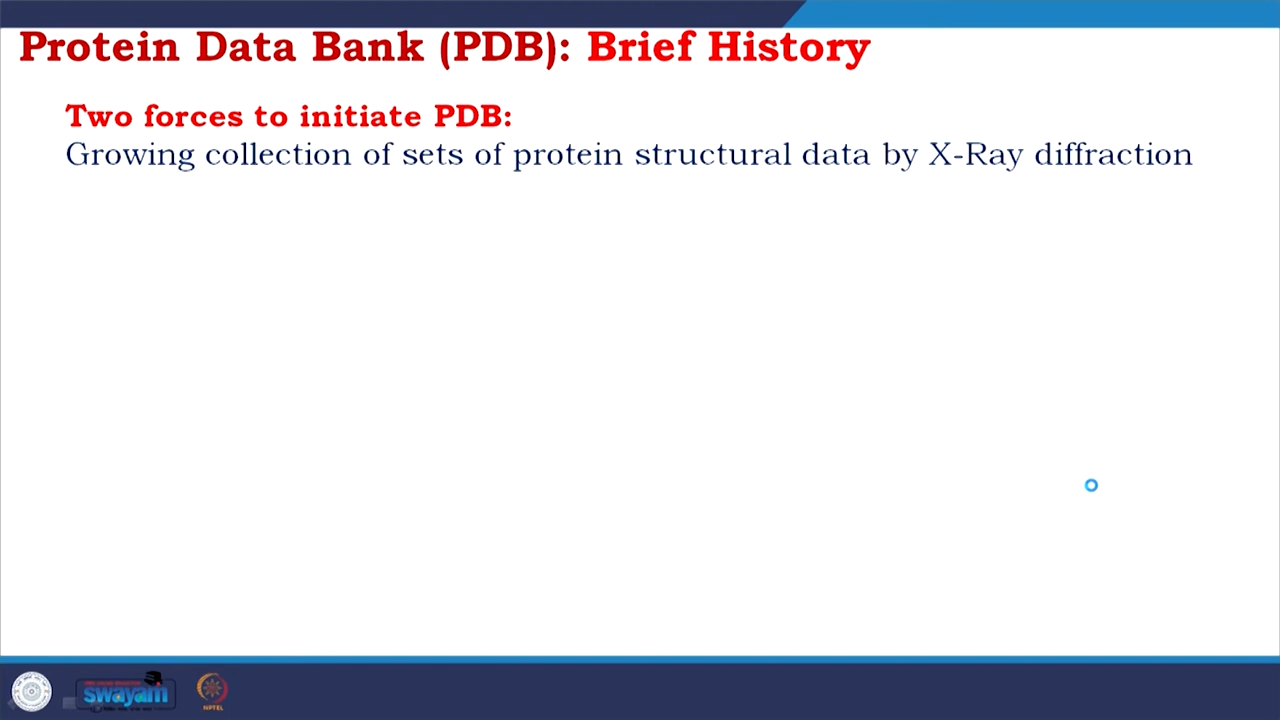 Protein Data Bank (PDB): Brief History
Two forces to initiate PDB:
Growing collection of sets of protein structural data by X-Ray diffraction
swayam
NPTEL